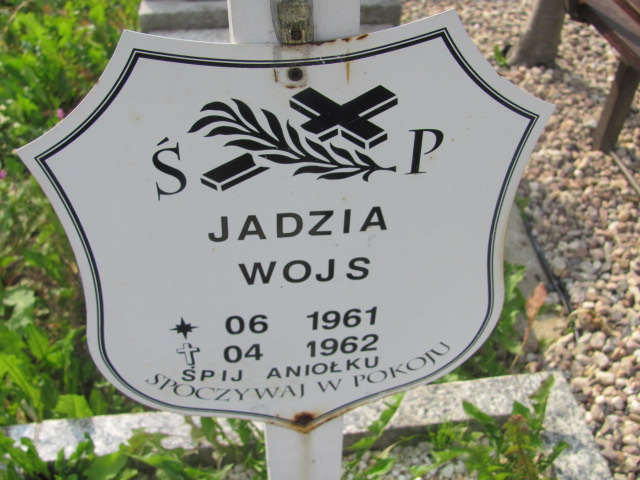 Ś P
JADZIA
WOJS
06 1961
04 1962
ŚPIJ ANIOŁKU
SPOCZYWAJ W POKOJU